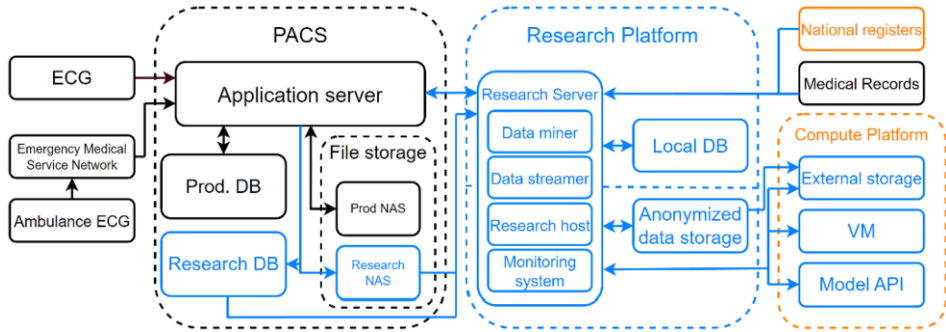 PACS
Research Platform
National registers
ECG
Application server
Research Server
Medical Records
Data miner
Compute Platform
Emergency Medical
Service Network
File storage
Local DB
Prod. DB
Data streamer
External storage
Ambulance ECG
Prod NAS
Research host
Anonymized
data storage
VM
Research DB
Research
NAS
Monitoring
system
Model API